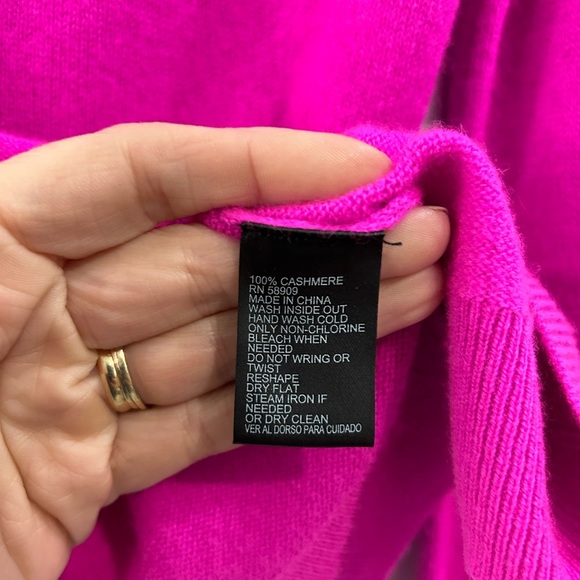 100% CASHMERE
RN 58909
MADE IN CHINA
WASH INSIDE OUT
HAND WASH COLD
ONLY NON-CHLORINE
BLEACH WHEN
NEEDED
DO NOT WRING OR
TWIST
RESHAPE
DRY FLAT
STEAM IRON IF
NEEDED
OR DRY CLEAN
VER AL DORSO PARA CUIDADO